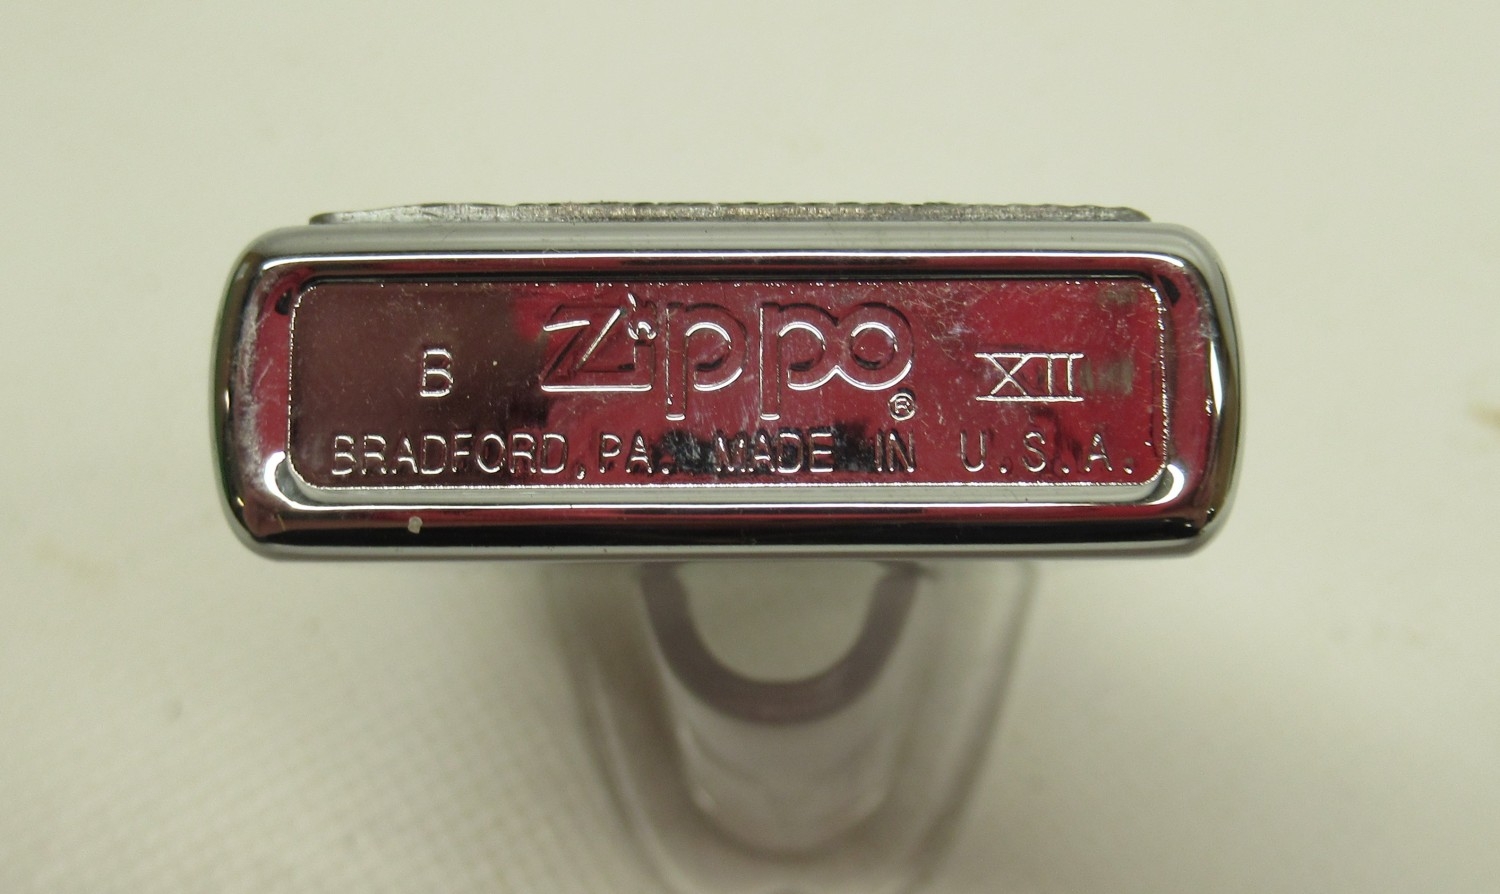 B Zippo® XII
BRADFORD, PA. MADE IN U.S.A.